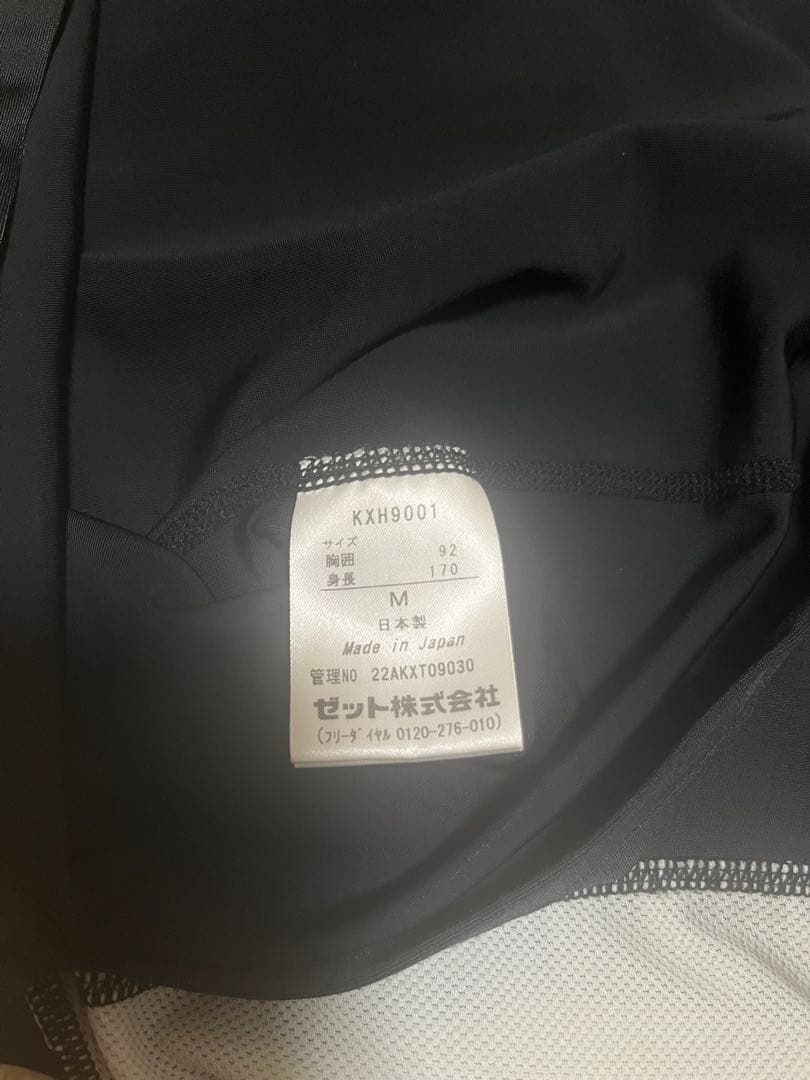 KXH9001
サイズ
胸囲 92
身長 170
M
日本製
Made in Japan
管理NO 22AKXT09030
ゼット株式会社
(フリーダイヤル 0120-276-010)